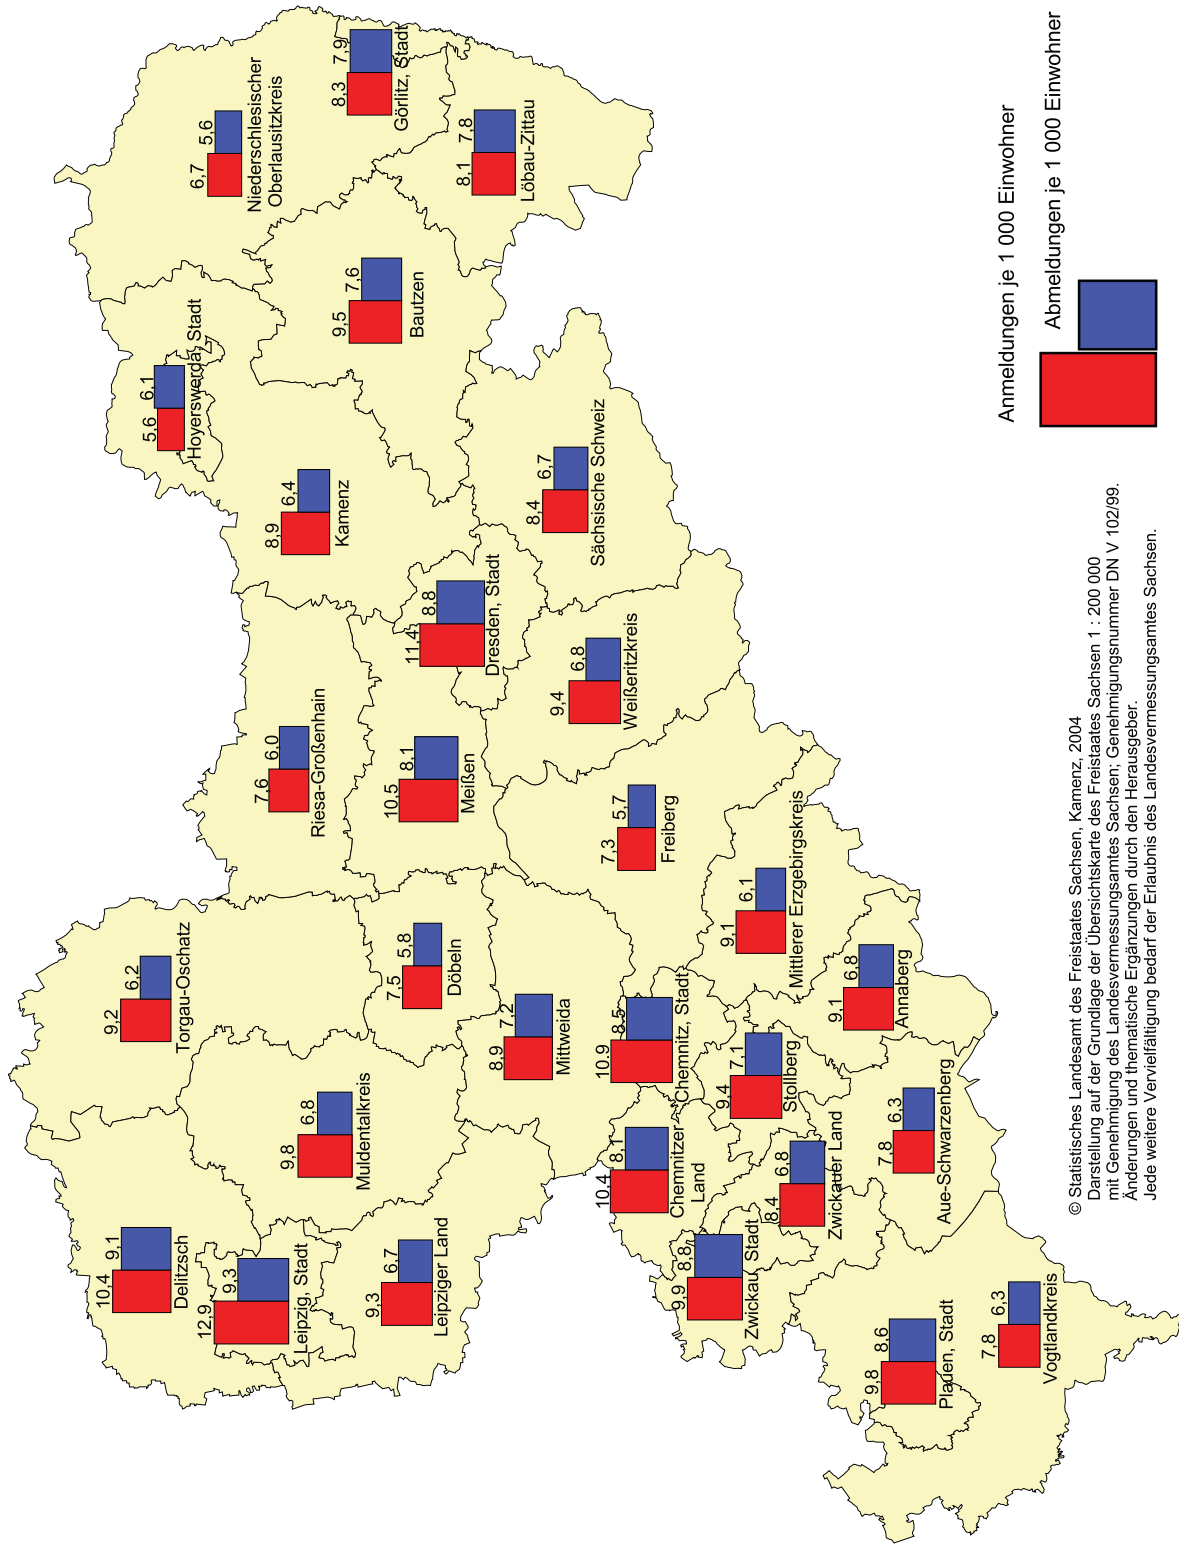 10,4 9,1
Delitzsch
12,9 9,3
Leipzig, Stadt
9,3 6,7
Leipziger Land
9,2 6,2
Torgau-Oschatz
9,8 6,8
Muldentalkreis
7,5 5,8
Döbeln
8,9 7,2
Mittweida
7,6 6,0
Riesa-Großenhain
10,5 8,1
Meißen
11,4 8,8
Dresden, Stadt
8,9 6,4
Kamenz
5,6 6,1
Hoyerswerda, Stadt
9,5 7,6
Bautzen
6,7 5,6
Niederschlesischer
Oberlausitzkreis
8,3 7,9
Görlitz, Stadt
8,1 7,8
Löbau-Zittau
8,4 6,7
Sächsische Schweiz
9,4 6,8
Weißeritzkreis
7,3 5,7
Freiberg
9,1 6,1
Mittlerer Erzgebirgskreis
9,1 6,8
Annaberg
10.9 8,5
Chemnitz, Stadt
9,4 7,1
Stollberg
10,4 8,1
Chemnitzer
Land
8,4 6,8
Zwickauer Land
9,9 8,8
Zwickau, Stadt
7,8 6,3
Aue-Schwarzenberg
9,8 8,6
Plauen, Stadt
7,8 6,3
Vogtlandkreis
Anmeldungen je 1 000 Einwohner
Abmeldungen je 1 000 Einwohner
© Statistisches Landesamt des Freistaates Sachsen, Kamenz, 2004
Darstellung auf der Grundlage der Übersichtskarte des Freistaates Sachsen 1 : 200 000
mit Genehmigung des Landesvermessungsamtes Sachsen; Genehmigungsnummer DN V 102/99.
Änderungen und thematische Ergänzungen durch den Herausgeber.
Jede weitere Vervielfältigung bedarf der Erlaubnis des Landesvermessungsamtes Sachsen.